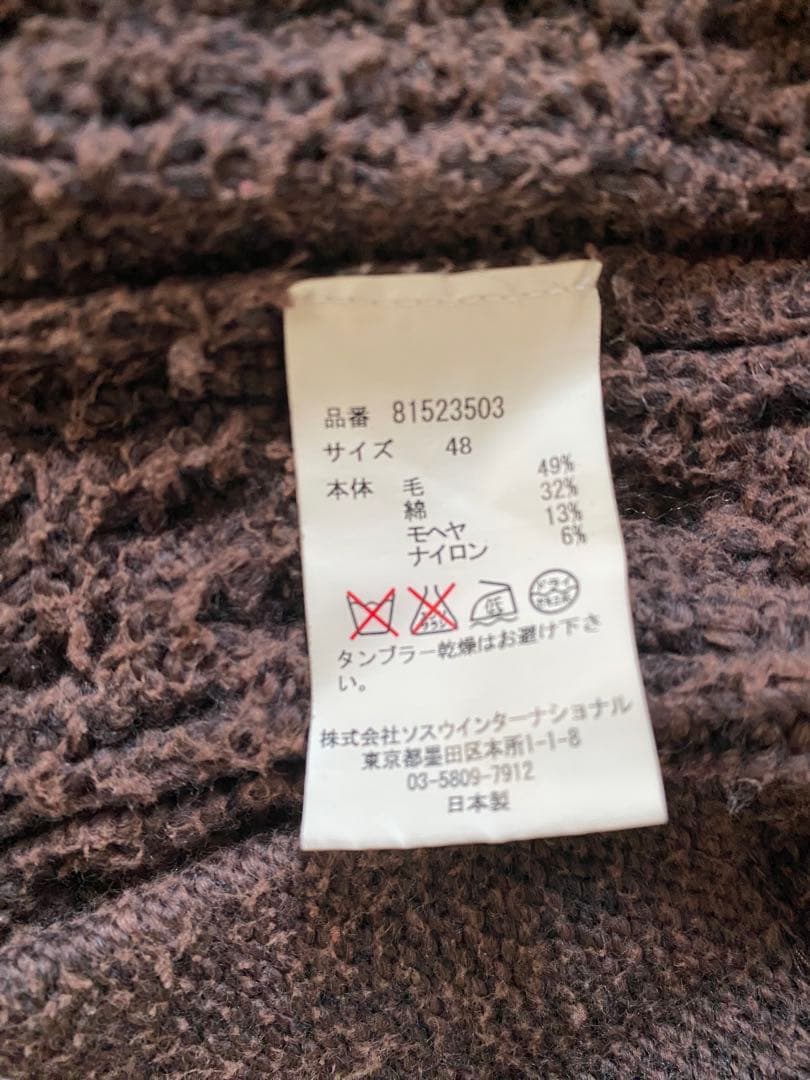 品番 81523503
サイズ 48
本体 毛 49%
綿 32%
モヘヤ 13%
ナイロン 6%
ドライ
タンブラー乾燥はお避け下さ
い。
株式会社ソスウインターナショナル
東京都墨田区本所1-1-8
03-5809-7912
日本製